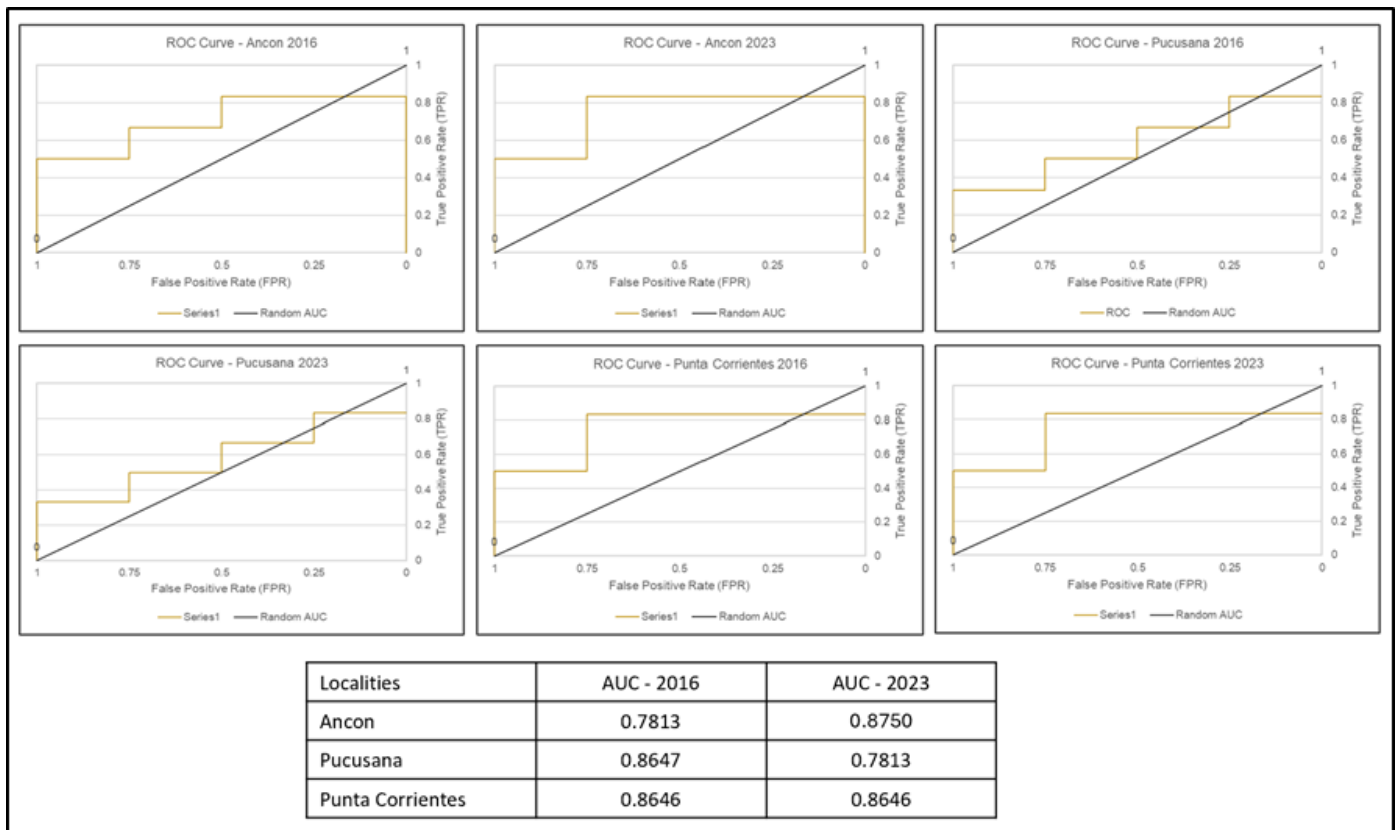 ROC Curve - Ancon 2016
1
1
0.8
0.6
0.4
0.2
0
True Positive Rate (TPR)
0
1 0.75 0.5 0.25 0
False Positive Rate (FPR)
Series1 Random AUC
ROC Curve - Ancon 2023
1
1
0.8
0.6
0.4
0.2
0
True Positive Rate (TPR)
0
1 0.75 0.5 0.25 0
False Positive Rate (FPR)
Series1 Random AUC
ROC Curve - Pucusana 2016
1
1
0.8
0.6
0.4
0.2
0
True Positive Rate (TPR)
0
1 0.75 0.5 0.25 0
False Positive Rate (FPR)
ROC Random AUC
ROC Curve - Pucusana 2023
1
1
0.8
0.6
0.4
0.2
0
True Positive Rate (TPR)
0
1 0.75 0.5 0.25 0
False Positive Rate (FPR)
Series1 Random AUC
ROC Curve - Punta Corrientes 2016
1
1
0.8
0.6
0.4
0.2
0
True Positive Rate (TPR)
0
1 0.75 0.5 0.25 0
False Positive Rate (FPR)
Series1 Random AUC
ROC Curve - Punta Corrientes 2023
1
1
0.8
0.6
0.4
0.2
0
True Positive Rate (TPR)
0
1 0.75 0.5 0.25 0
False Positive Rate (FPR)
Series1 Random AUC
Localities AUC - 2016 AUC - 2023
Ancon 0.7813 0.8750
Pucusana 0.8647 0.7813
Punta Corrientes 0.8646 0.8646